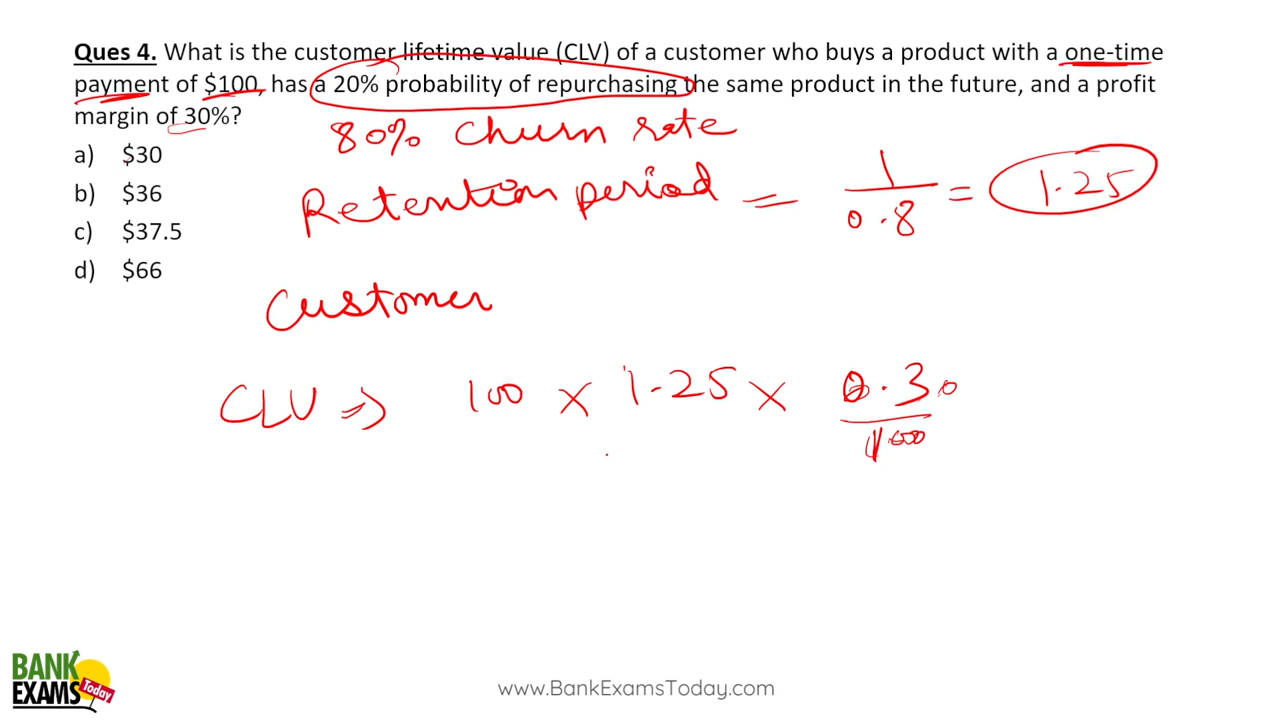 Ques 4. What is the customer lifetime value (CLV) of a customer who buys a product with a one-time
payment of $100, has a 20% probability of repurchasing the same product in the future, and a profit
margin of 30%?
80% Churn rate
a) $30
b) $36
Retention period = 1/0.8 = 1.25
c) $37.5
d) $66
Customer
CLV => 100 x 1.25 x
BANK
EXAMS Today
www.BankExamsToday.com